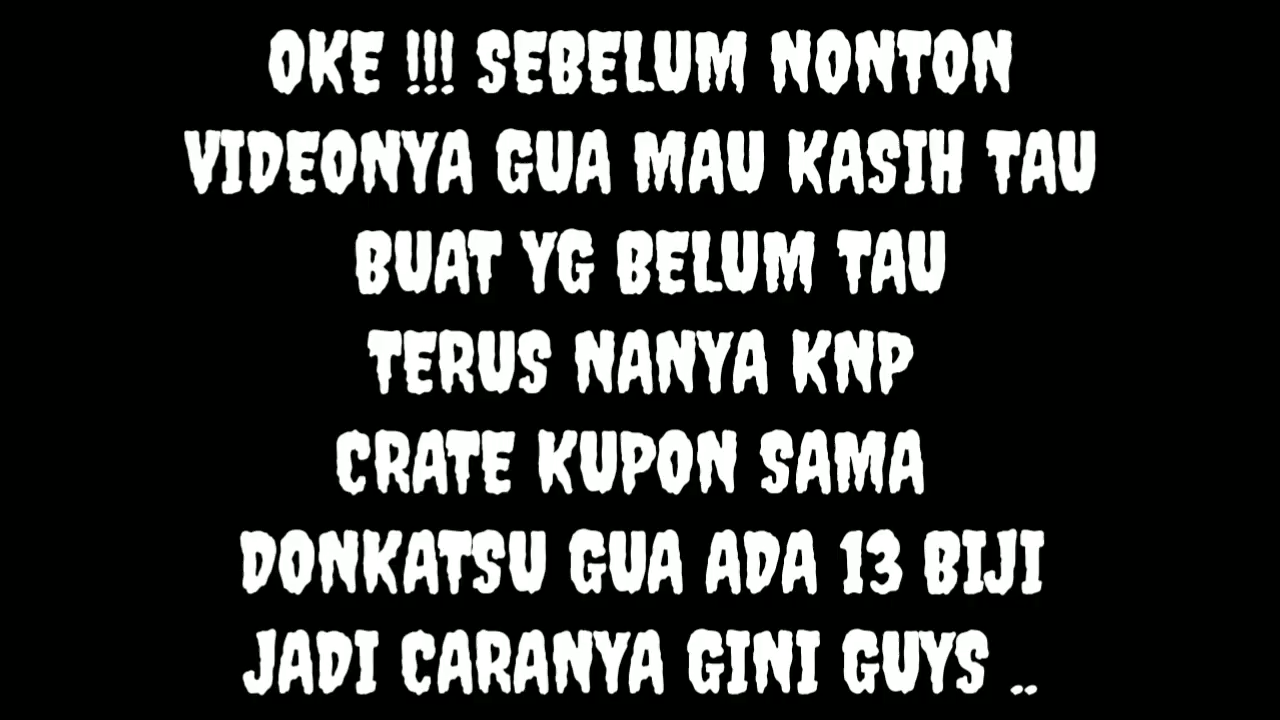 OKE !!! SEBELUM NONTON
VIDEONYA GUA MAU KASIH TAU
BUAT YG BELUM TAU
TERUS NANYA KNP
CRATE KUPON SAMA
DONKATSU GUA ADA 13 BIJI
JADI CARANYA GINI GUYS ..